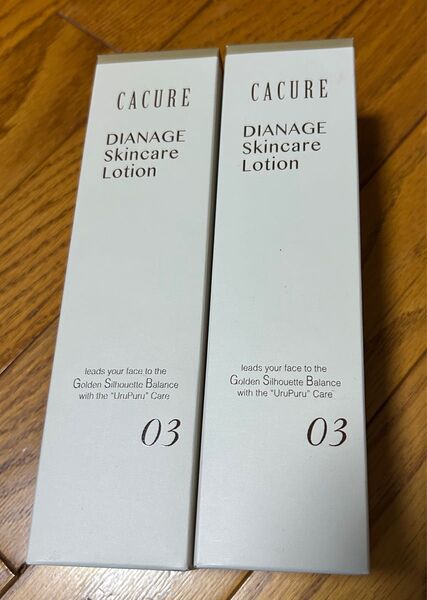 CACURE
DIANAGE
Skincare
Lotion
leads your face to the
Golden Silhouette Balance
with the "UruPuru" Care
03
CACURE
DIANAGE
Skincare
Lotion
leads your face to the
Golden Silhouette Balance
with the "UruPuru" Care
03